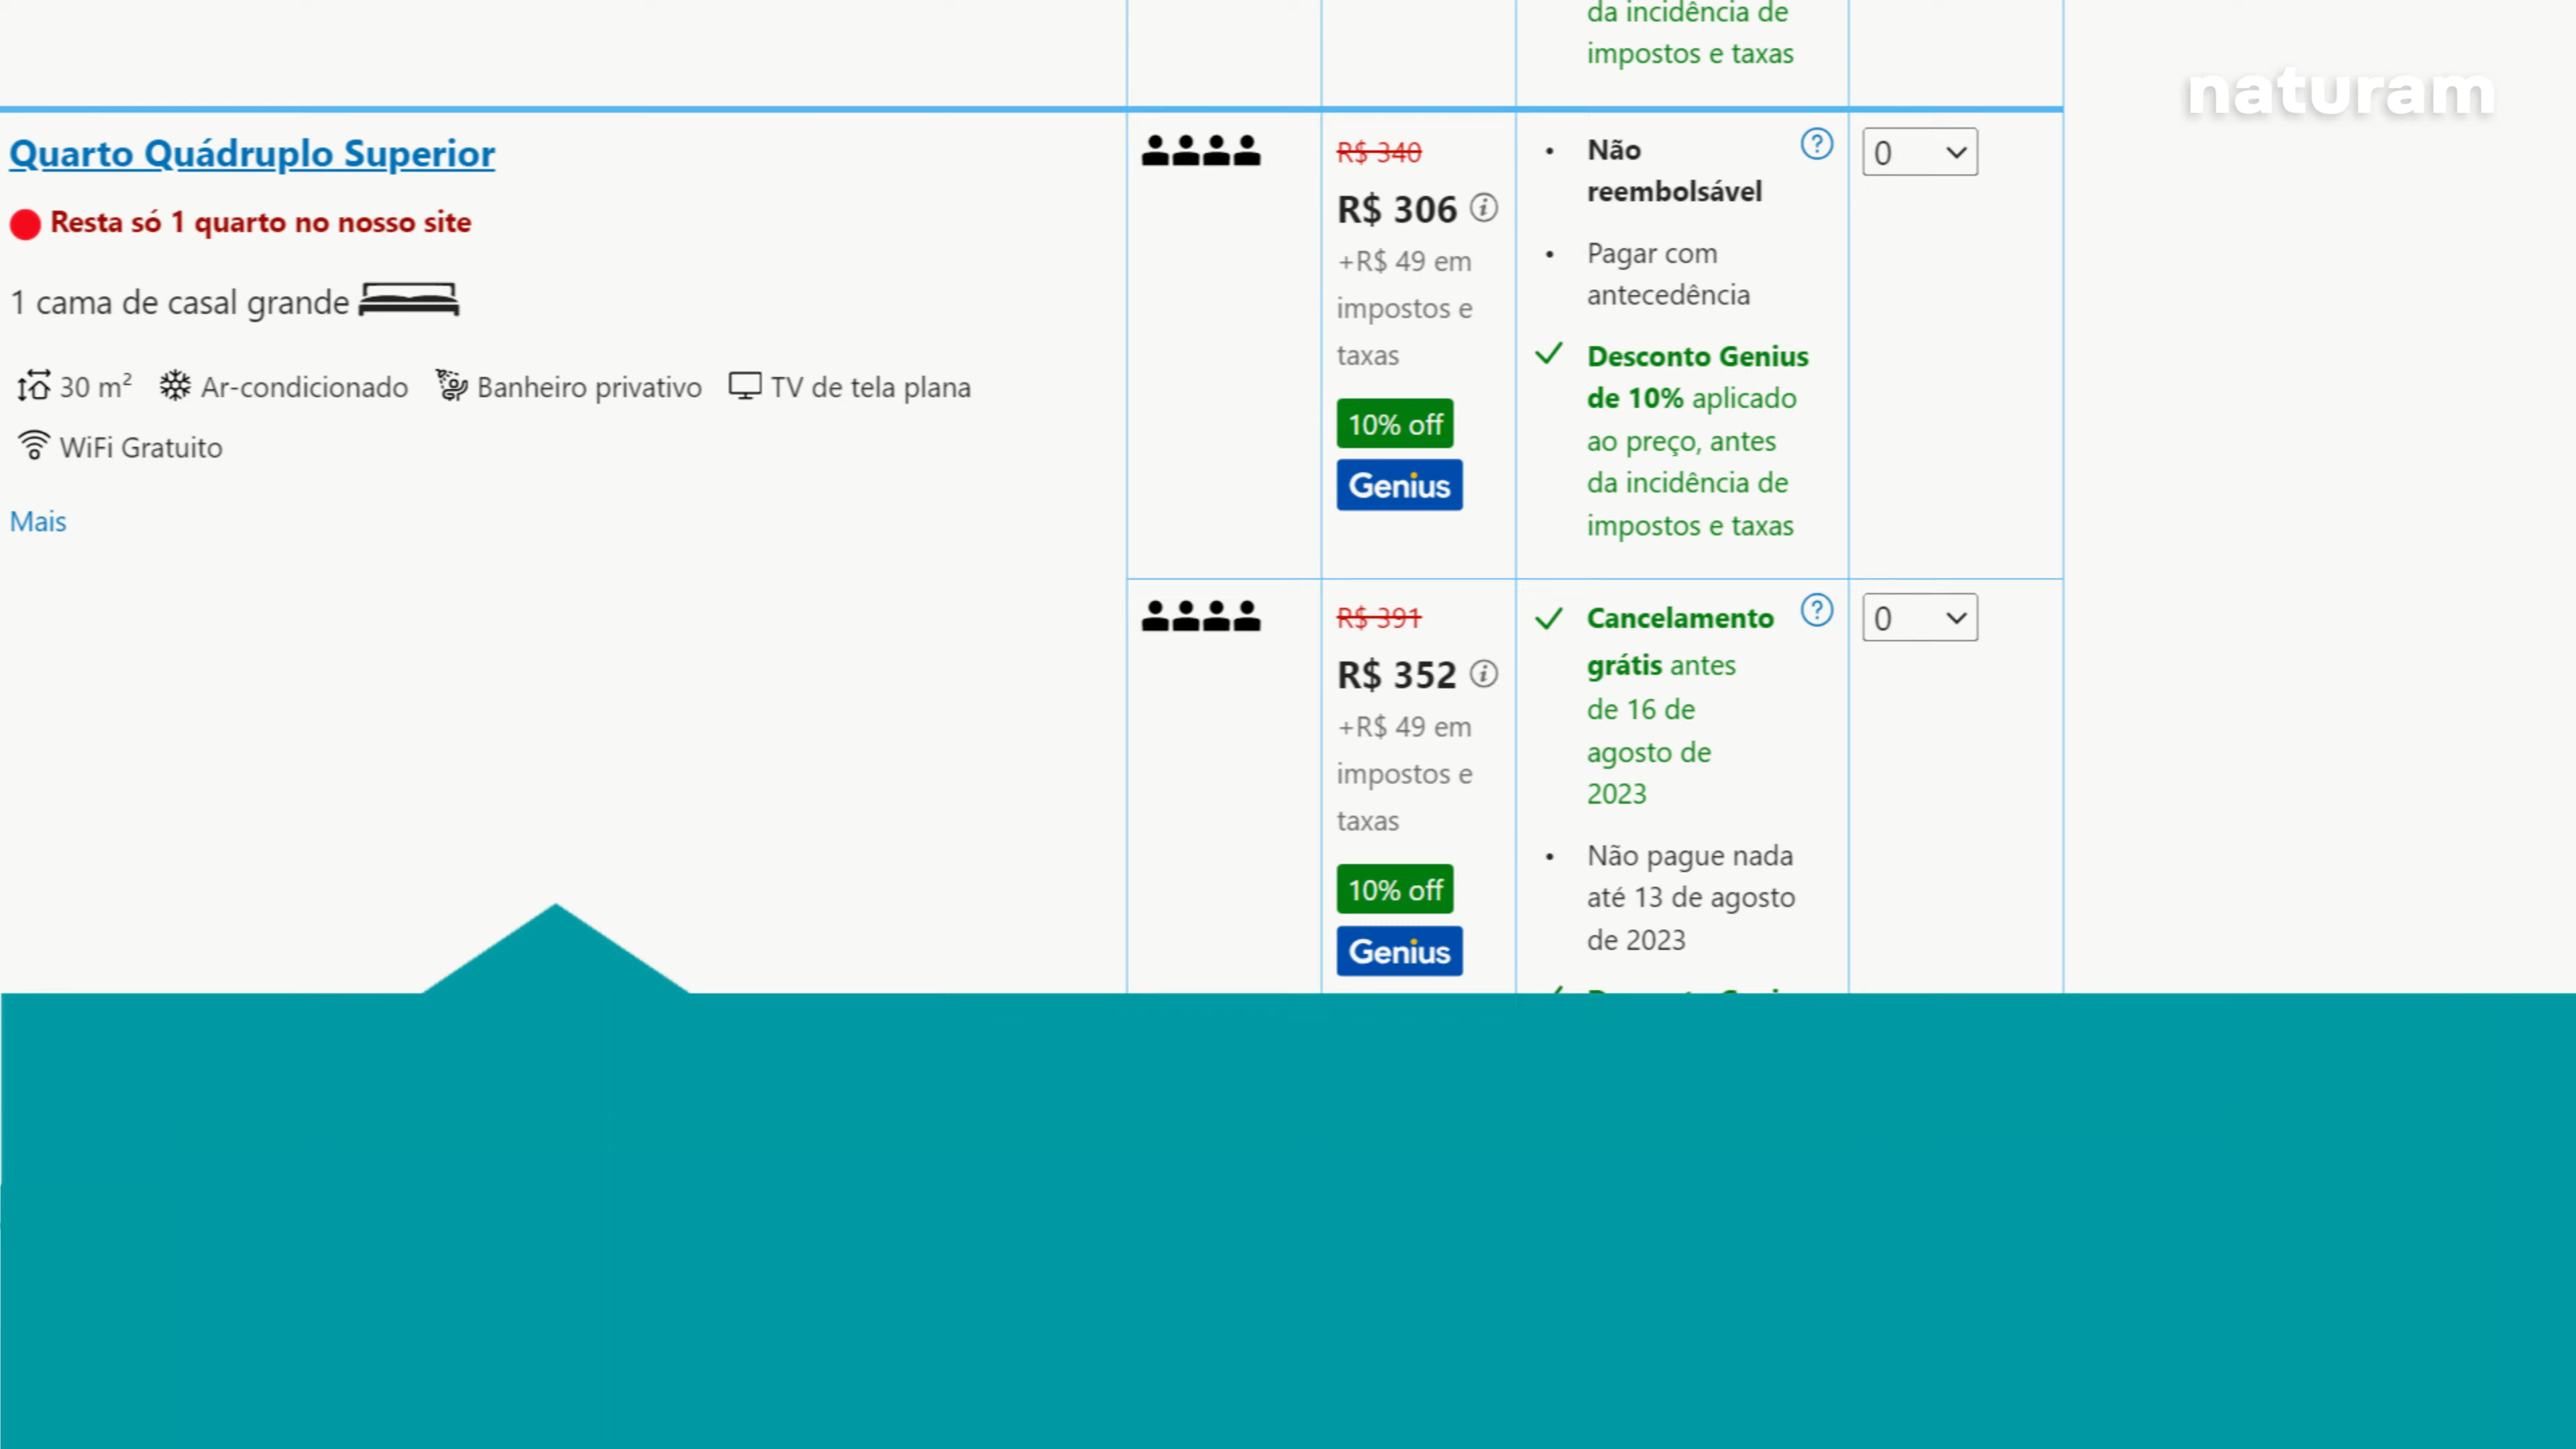 da incidência de
impostos e taxas
naturam
Quarto Quádruplo Superior
Resta só 1 quarto no nosso site
1 cama de casal grande
30 m² Ar-condicionado Banheiro privativo TV de tela plana
WiFi Gratuito
Mais
R$ 340
R$ 306
+R$ 49 em
impostos e
taxas
10% off
Genius
Não
reembolsável
Pagar com
antecedência
Desconto Genius
de 10% aplicado
ao preço, antes
da incidência de
impostos e taxas
0
R$ 391
R$ 352
+R$ 49 em
impostos e
taxas
10% off
Genius
Cancelamento
grátis antes
de 16 de
agosto de
2023
Não pague nada
até 13 de agosto
de 2023
0